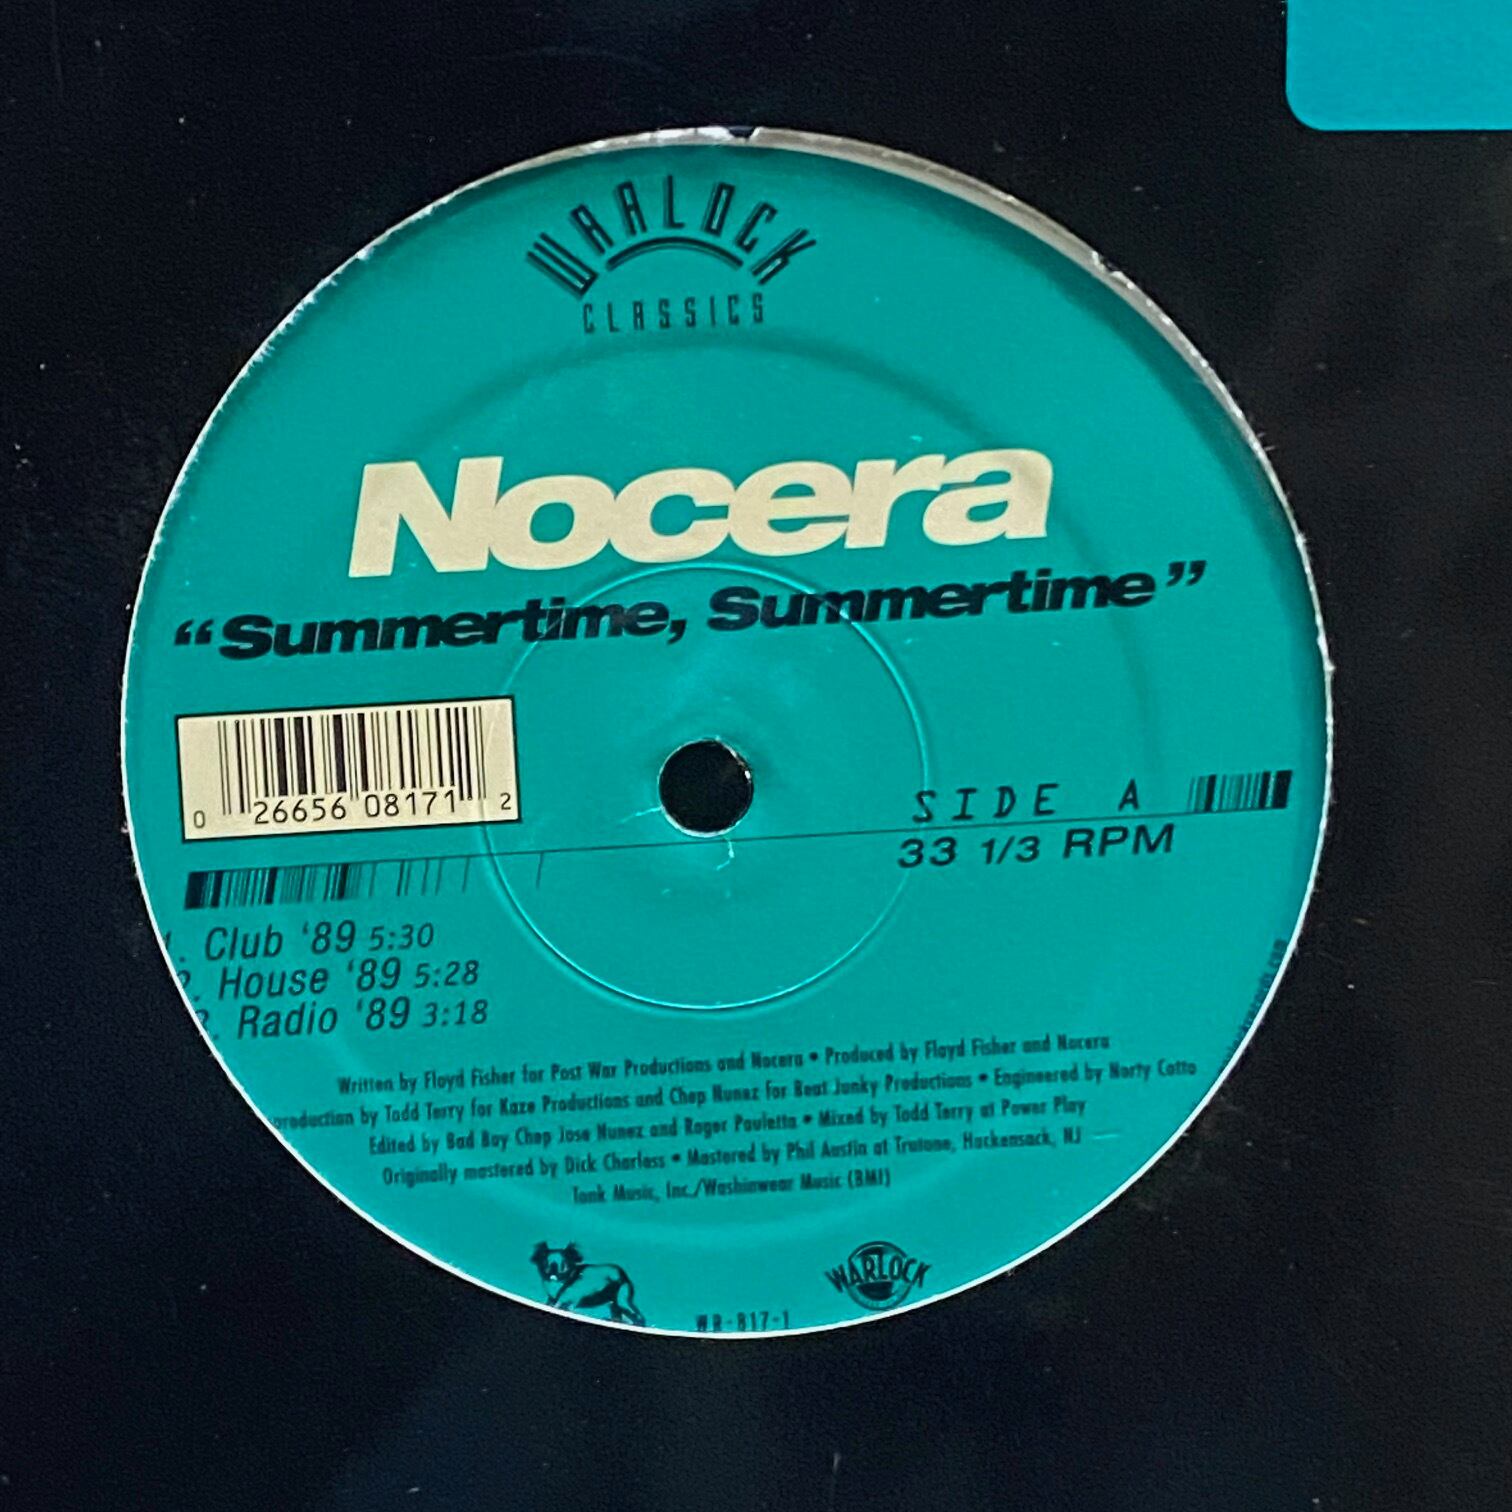 WARLOCK
CLASSICS
Nocera
“Summertime, Summertime”
0 26656 08171 2
SIDE A
33 1/3 RPM
1. Club ‘89 5:30
2. House ‘89 5:28
3. Radio ‘89 3:18
Written by Floyd Fisher for Post War Productions and Nocera • Produced by Floyd Fisher and Nocera
production by Todd Terry for Kaze Productions and Chep Nunez for Beat Junky Productions • Engineered by Norty Cotto
Edited by Bad Boy Chep Jose Nunez and Roger Pauletta • Mixed by Todd Terry at Power Play
Originally mastered by Dick Charless • Mastered by Phil Austin at Trutone, Hackensack, NJ
Tonk Music, Inc./Washinwear Music (BMI)
WARLOCK
WR-817-1